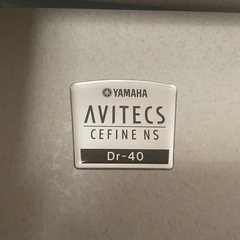 YAMAHA
AVITECS
CEFINE NS
Dr-40